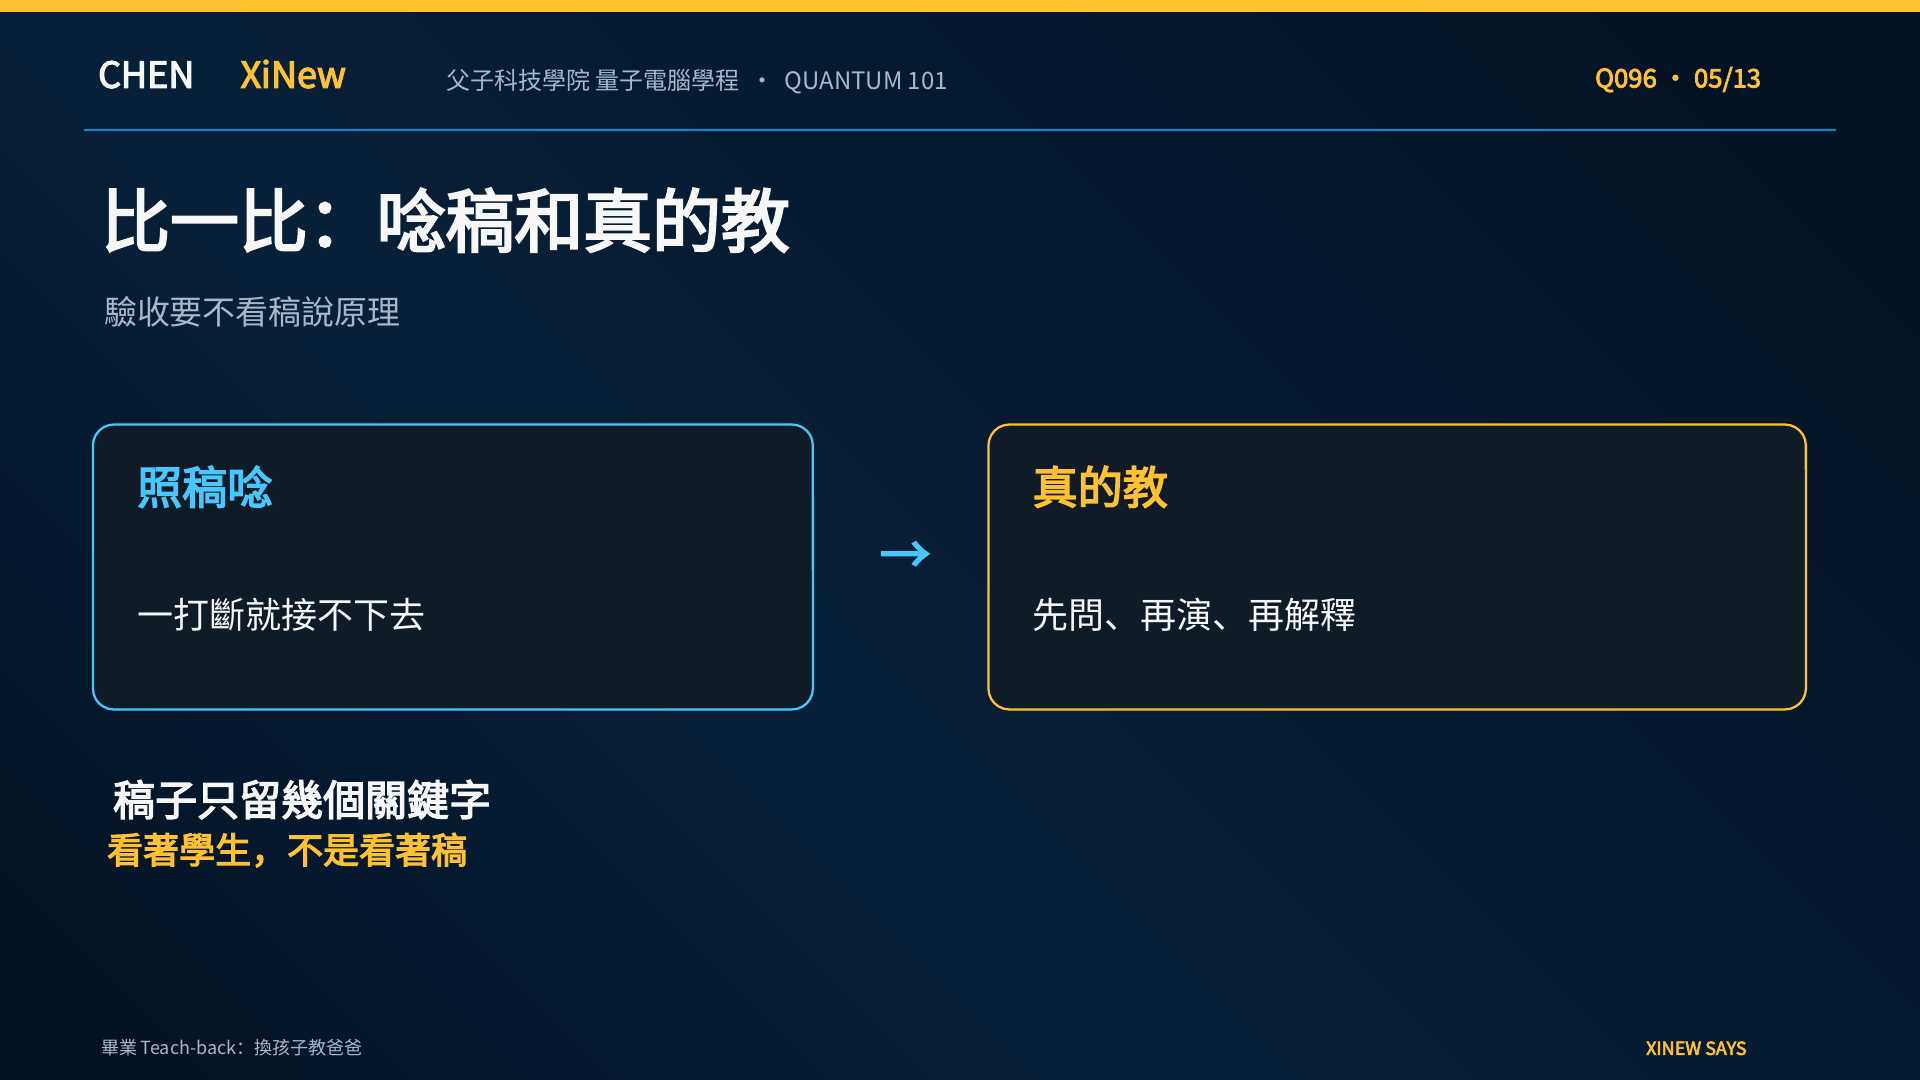 CHEN XiNew 父子科技學院 量子電腦學程 • QUANTUM 101 Q096 • 05/13
比一比：唸稿和真的教
驗收要不看稿說原理
照稿唸
一打斷就接不下去
→
真的教
先問、再演、再解釋
稿子只留幾個關鍵字
看著學生，不是看著稿
畢業 Teach-back：換孩子教爸爸
XINEW SAYS